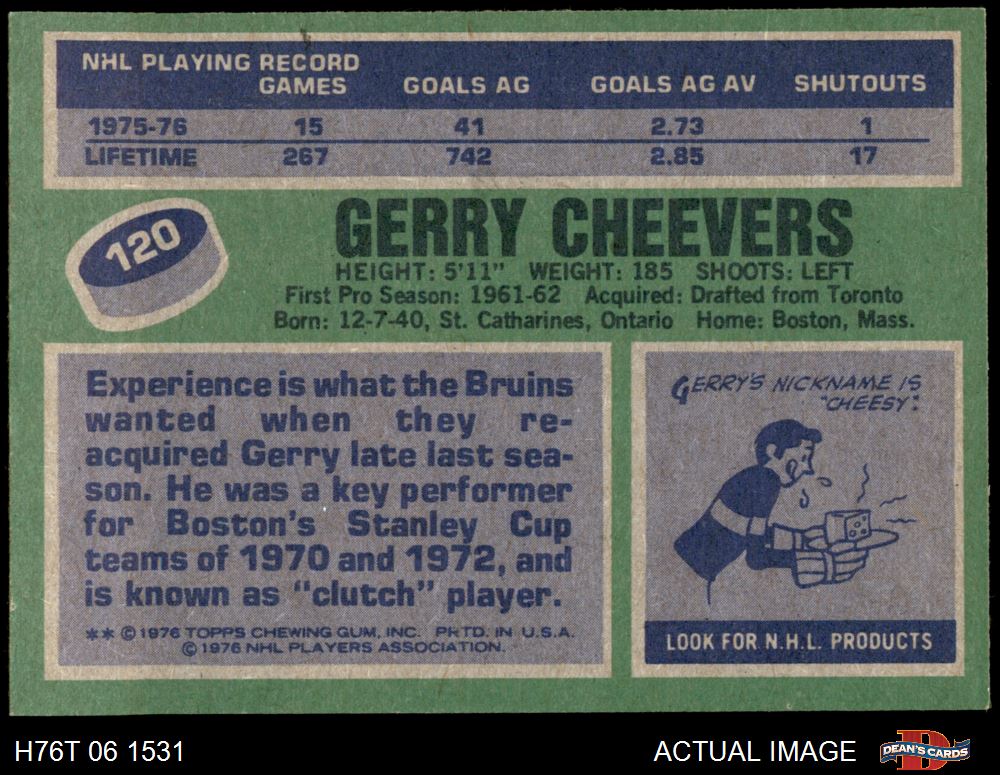 NHL PLAYING RECORD
GAMES GOALS AG GOALS AG AV SHUTOUTS
1975-76 15 41 2.73 1
LIFETIME 267 742 2.85 17
120
GERRY CHEEVERS
HEIGHT: 5'11" WEIGHT: 185 SHOOTS: LEFT
First Pro Season: 1961-62 Acquired: Drafted from Toronto
Born: 12-7-40, St. Catharines, Ontario Home: Boston, Mass.
Experience is what the Bruins
wanted when they re-
acquired Gerry late last sea-
son. He was a key performer
for Boston's Stanley Cup
teams of 1970 and 1972, and
is known as "clutch" player.
** © 1976 TOPPS CHEWING GUM, INC. PRTD. IN U.S.A.
© 1976 NHL PLAYERS ASSOCIATION.
GERRY'S NICKNAME IS
"CHEESY".
LOOK FOR N.H.L. PRODUCTS
H76T 06 1531
ACTUAL IMAGE
D
DEAN'S CARDS